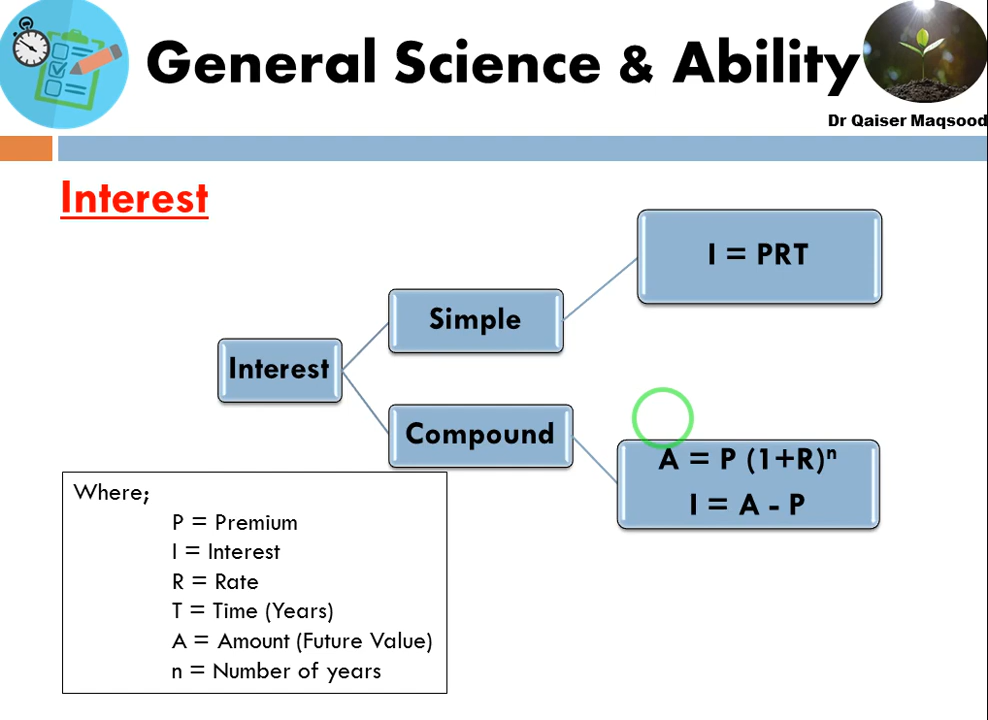 General Science & Ability
Dr Qaiser Maqsood
Interest
I = PRT
Simple
Interest
Compound
A = P (1+R)ⁿ
I = A - P
Where;
P = Premium
I = Interest
R = Rate
T = Time (Years)
A = Amount (Future Value)
n = Number of years